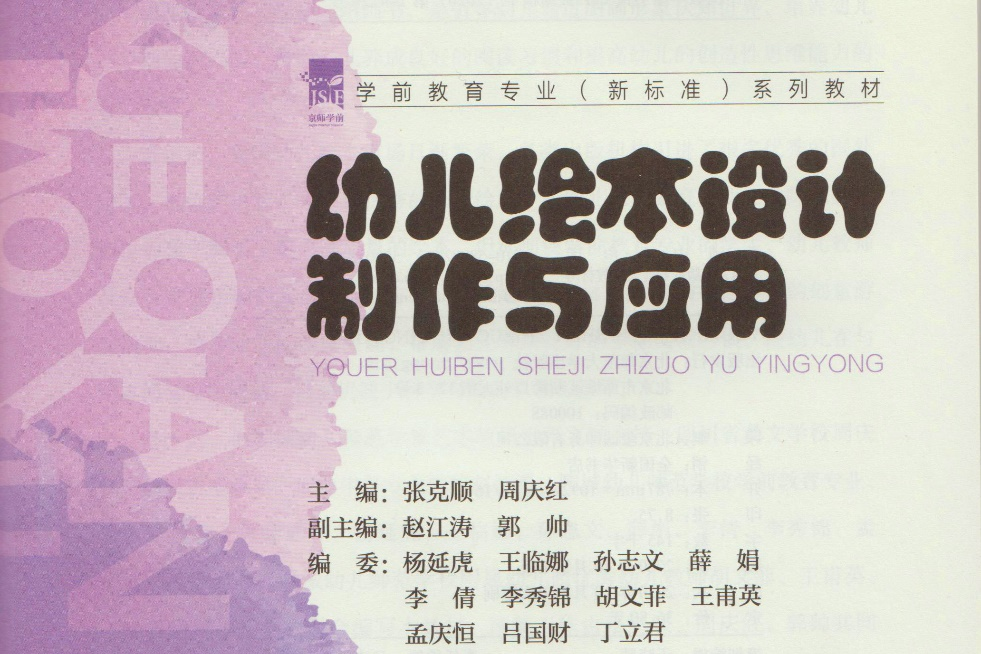 学前教育专业（新标准）系列教材
京师学前
幼儿绘本设计
制作与应用
YOUER HUIBEN SHEJI ZHIZUO YU YINGYONG
主 编：张克顺 周庆红
副主编：赵江涛 郭 帅
编 委：杨延虎 王临娜 孙志文 薛 娟
李 倩 李秀锦 胡文菲 王甫英
孟庆恒 吕国财 丁立君